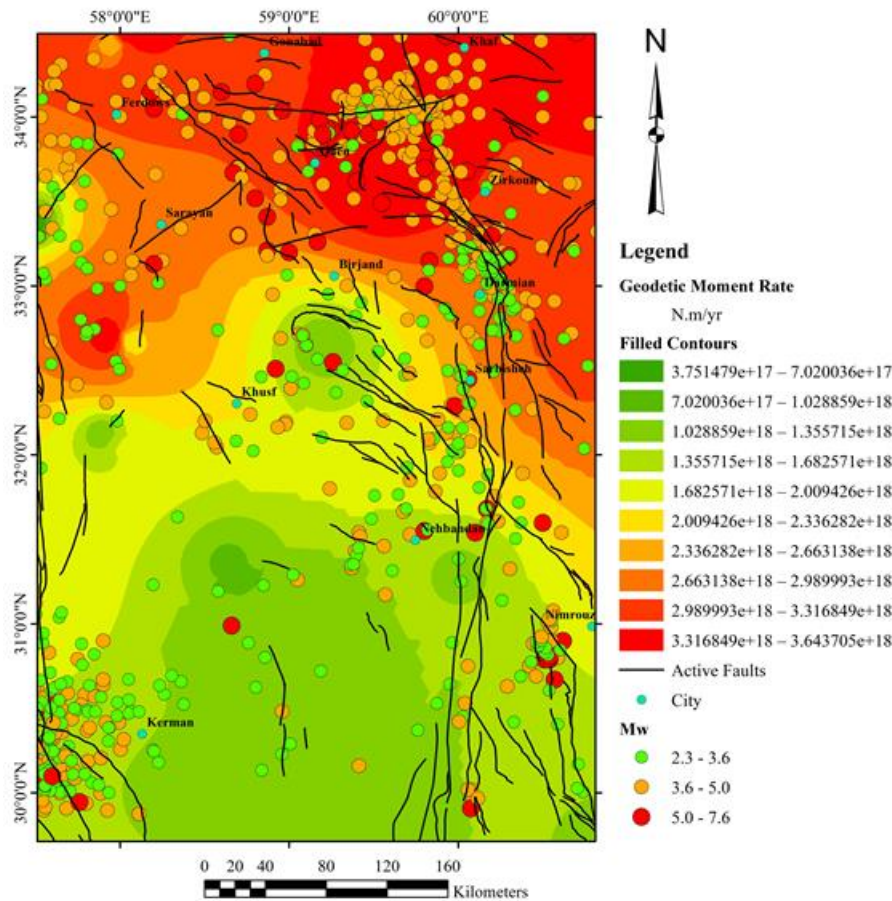 58°0'0"E 59°0'0"E 60°0'0"E
Gonabad
Khaf
N
34°0'0"N
Ferdows
Qaen
Zirkouh
Sarayan
Birjand
33°0'0"N
Darmian
Sarbisheh
Khusf
32°0'0"N
Nehbandan
31°0'0"N
Nimrouz
Kerman
30°0'0"N
0 20 40 80 120 160
Kilometers
Legend
Geodetic Moment Rate
N.m/yr
Filled Contours
3.751479e+17 – 7.020036e+17
7.020036e+17 – 1.028859e+18
1.028859e+18 – 1.355715e+18
1.355715e+18 – 1.682571e+18
1.682571e+18 – 2.009426e+18
2.009426e+18 – 2.336282e+18
2.336282e+18 – 2.663138e+18
2.663138e+18 – 2.989993e+18
2.989993e+18 – 3.316849e+18
3.316849e+18 – 3.643705e+18
Active Faults
City
Mw
2.3 - 3.6
3.6 - 5.0
5.0 - 7.6